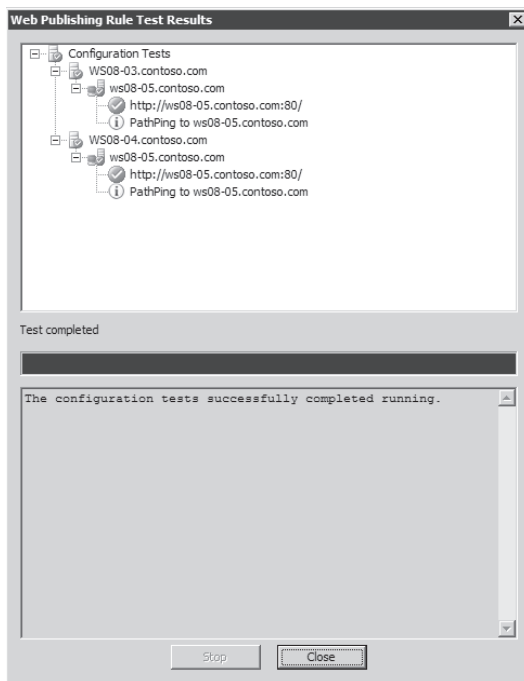 Web Publishing Rule Test Results
Configuration Tests
WS08-03.contoso.com
ws08-05.contoso.com
http://ws08-05.contoso.com:80/
PathPing to ws08-05.contoso.com
WS08-04.contoso.com
ws08-05.contoso.com
http://ws08-05.contoso.com:80/
PathPing to ws08-05.contoso.com
Test completed
The configuration tests successfully completed running.
Stop
Close